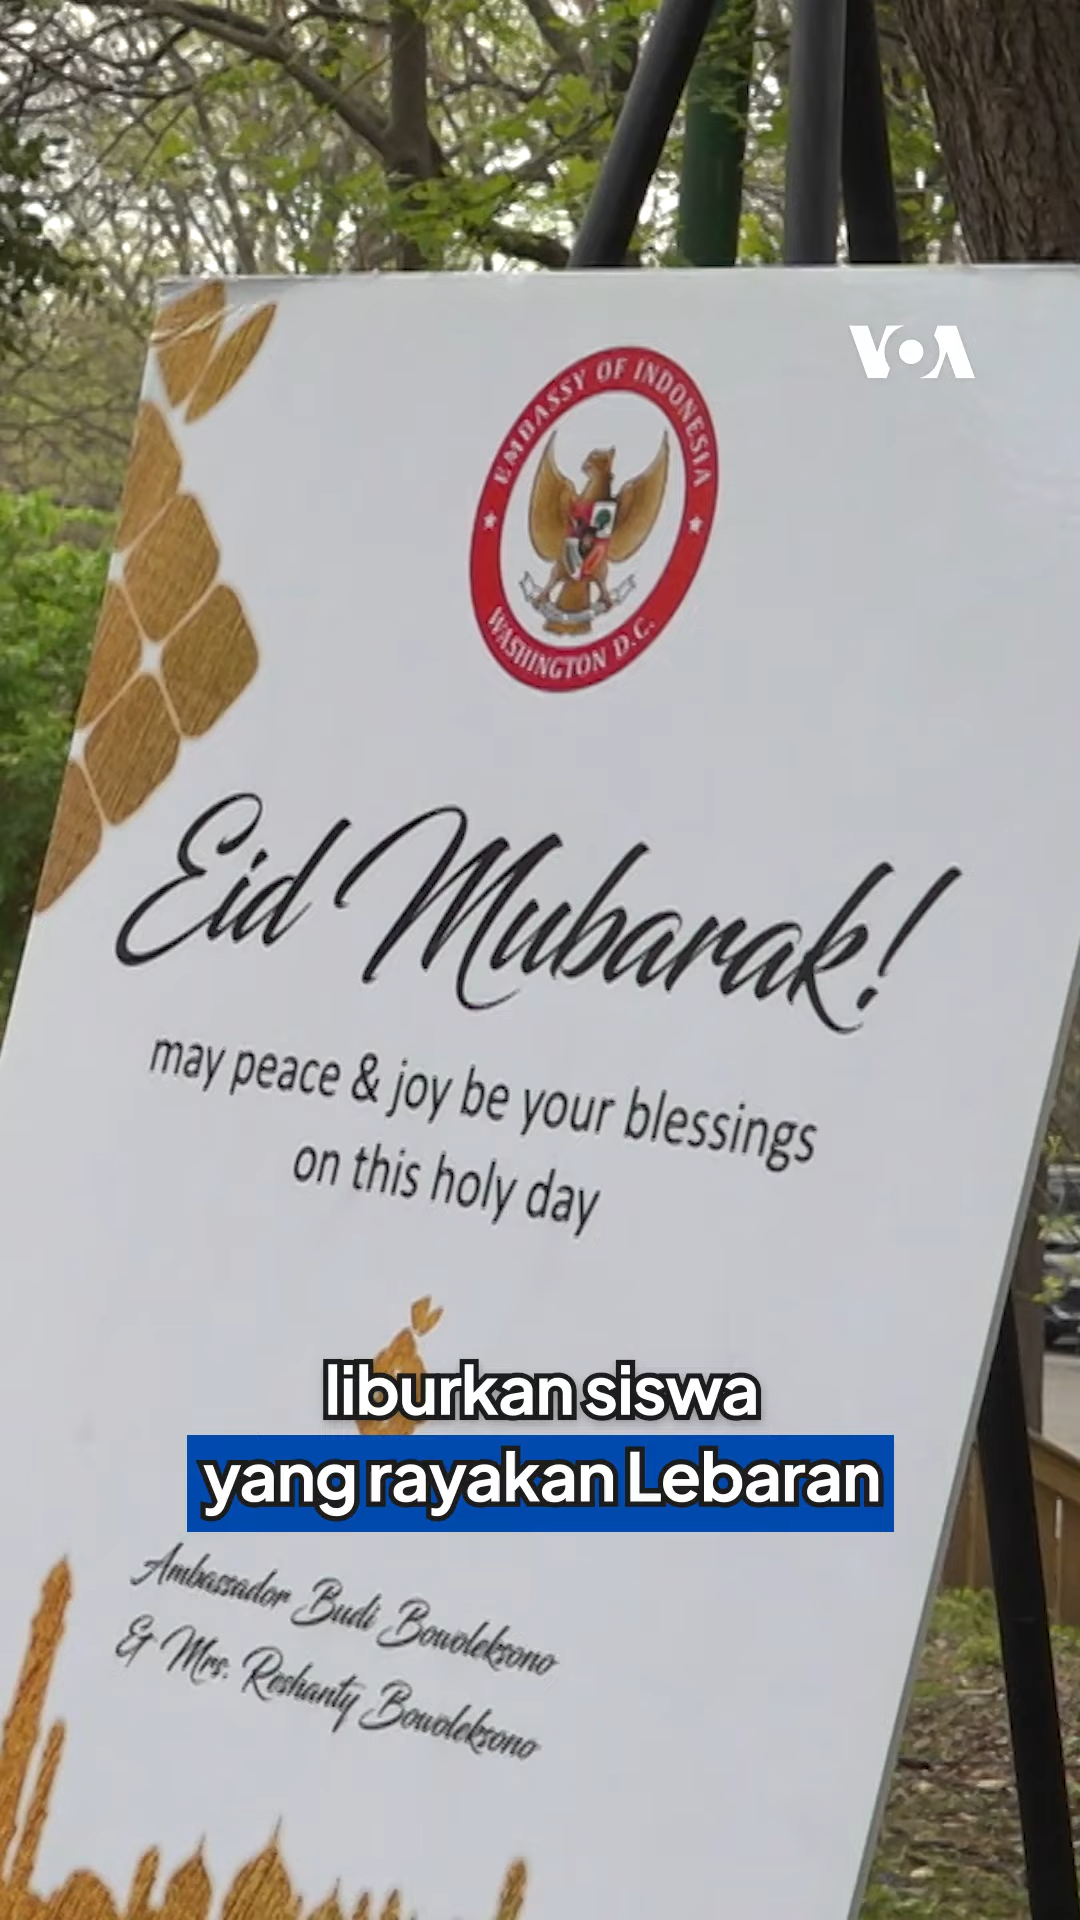 VOA
EMBASSY OF INDONESIA
WASHINGTON D.C.
Eid Mubarak!
may peace & joy be your blessings
on this holy day
liburkan siswa
yang rayakan Lebaran
Ambassador Budi Bowoleksono
& Mrs. Reshanty Bowoleksono